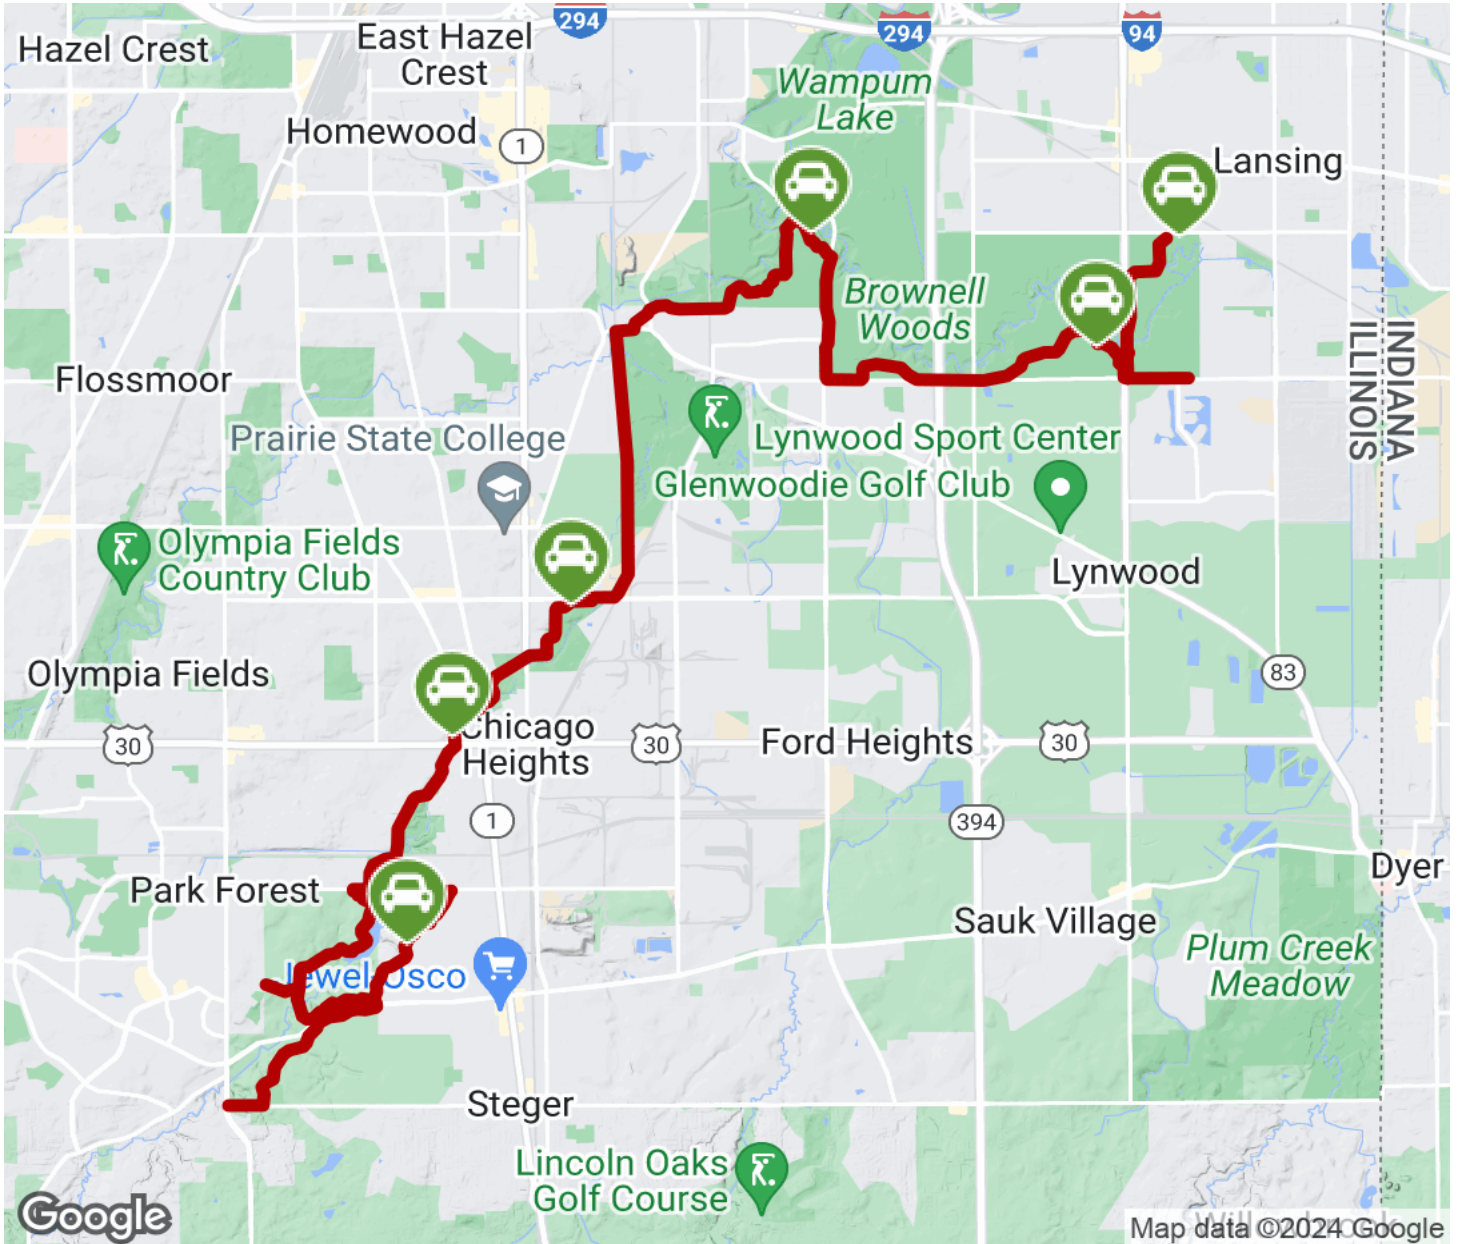 294
294
94
Hazel Crest
East Hazel
Crest
Wampum
Lake
Homewood
1
Lansing
Brownell
Woods
INDIANA
ILLINOIS
Flossmoor
Prairie State College
Lynwood Sport Center
Glenwoodie Golf Club
Olympia Fields
Country Club
Lynwood
Olympia Fields
83
Chicago
Heights
30
30
Ford Heights
30
1
394
Dyer
Park Forest
Sauk Village
Jewel-Osco
Plum Creek
Meadow
Steger
Lincoln Oaks
Golf Course
Google
Map data ©2024 Google